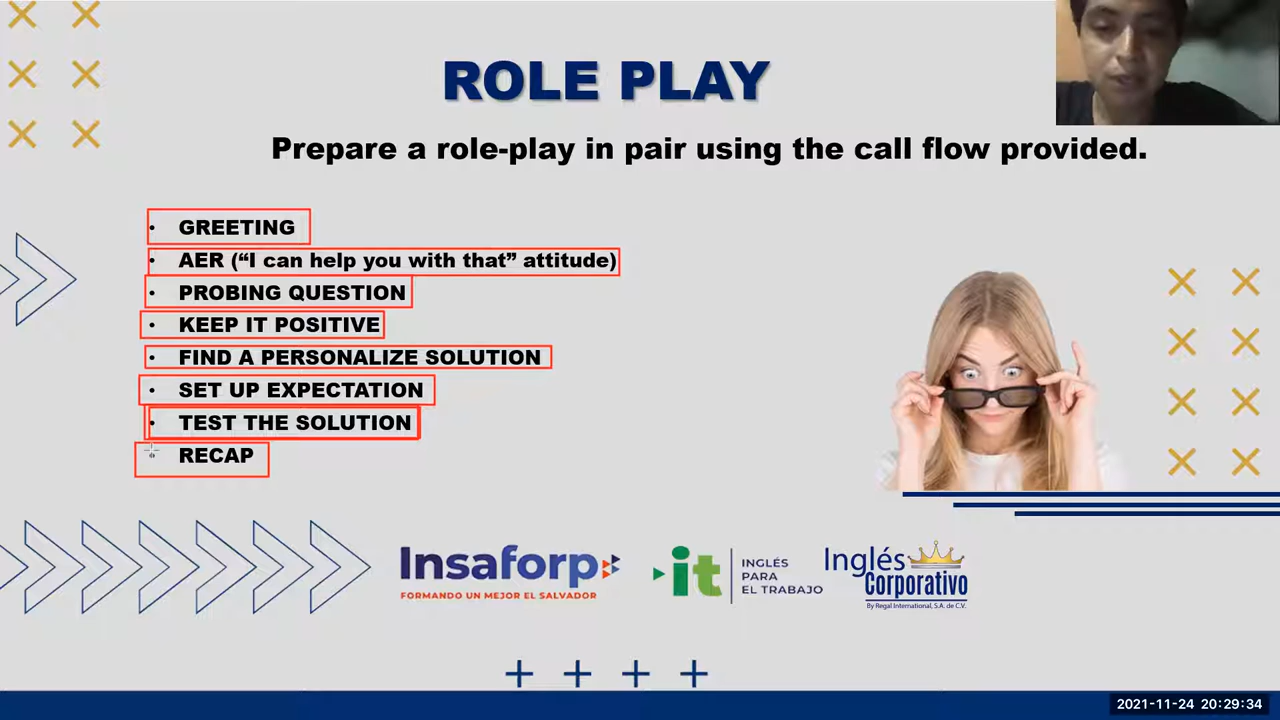 ROLE PLAY
Prepare a role-play in pair using the call flow provided.
• GREETING
• AER (“I can help you with that” attitude)
• PROBING QUESTION
• KEEP IT POSITIVE
• FIND A PERSONALIZE SOLUTION
• SET UP EXPECTATION
• TEST THE SOLUTION
• RECAP
Insaforp
FORMANDO UN MEJOR EL SALVADOR
it
INGLÉS
PARA
EL TRABAJO
Inglés
Corporativo
By Regal International, S.A. de C.V.
2021-11-24 20:29:34